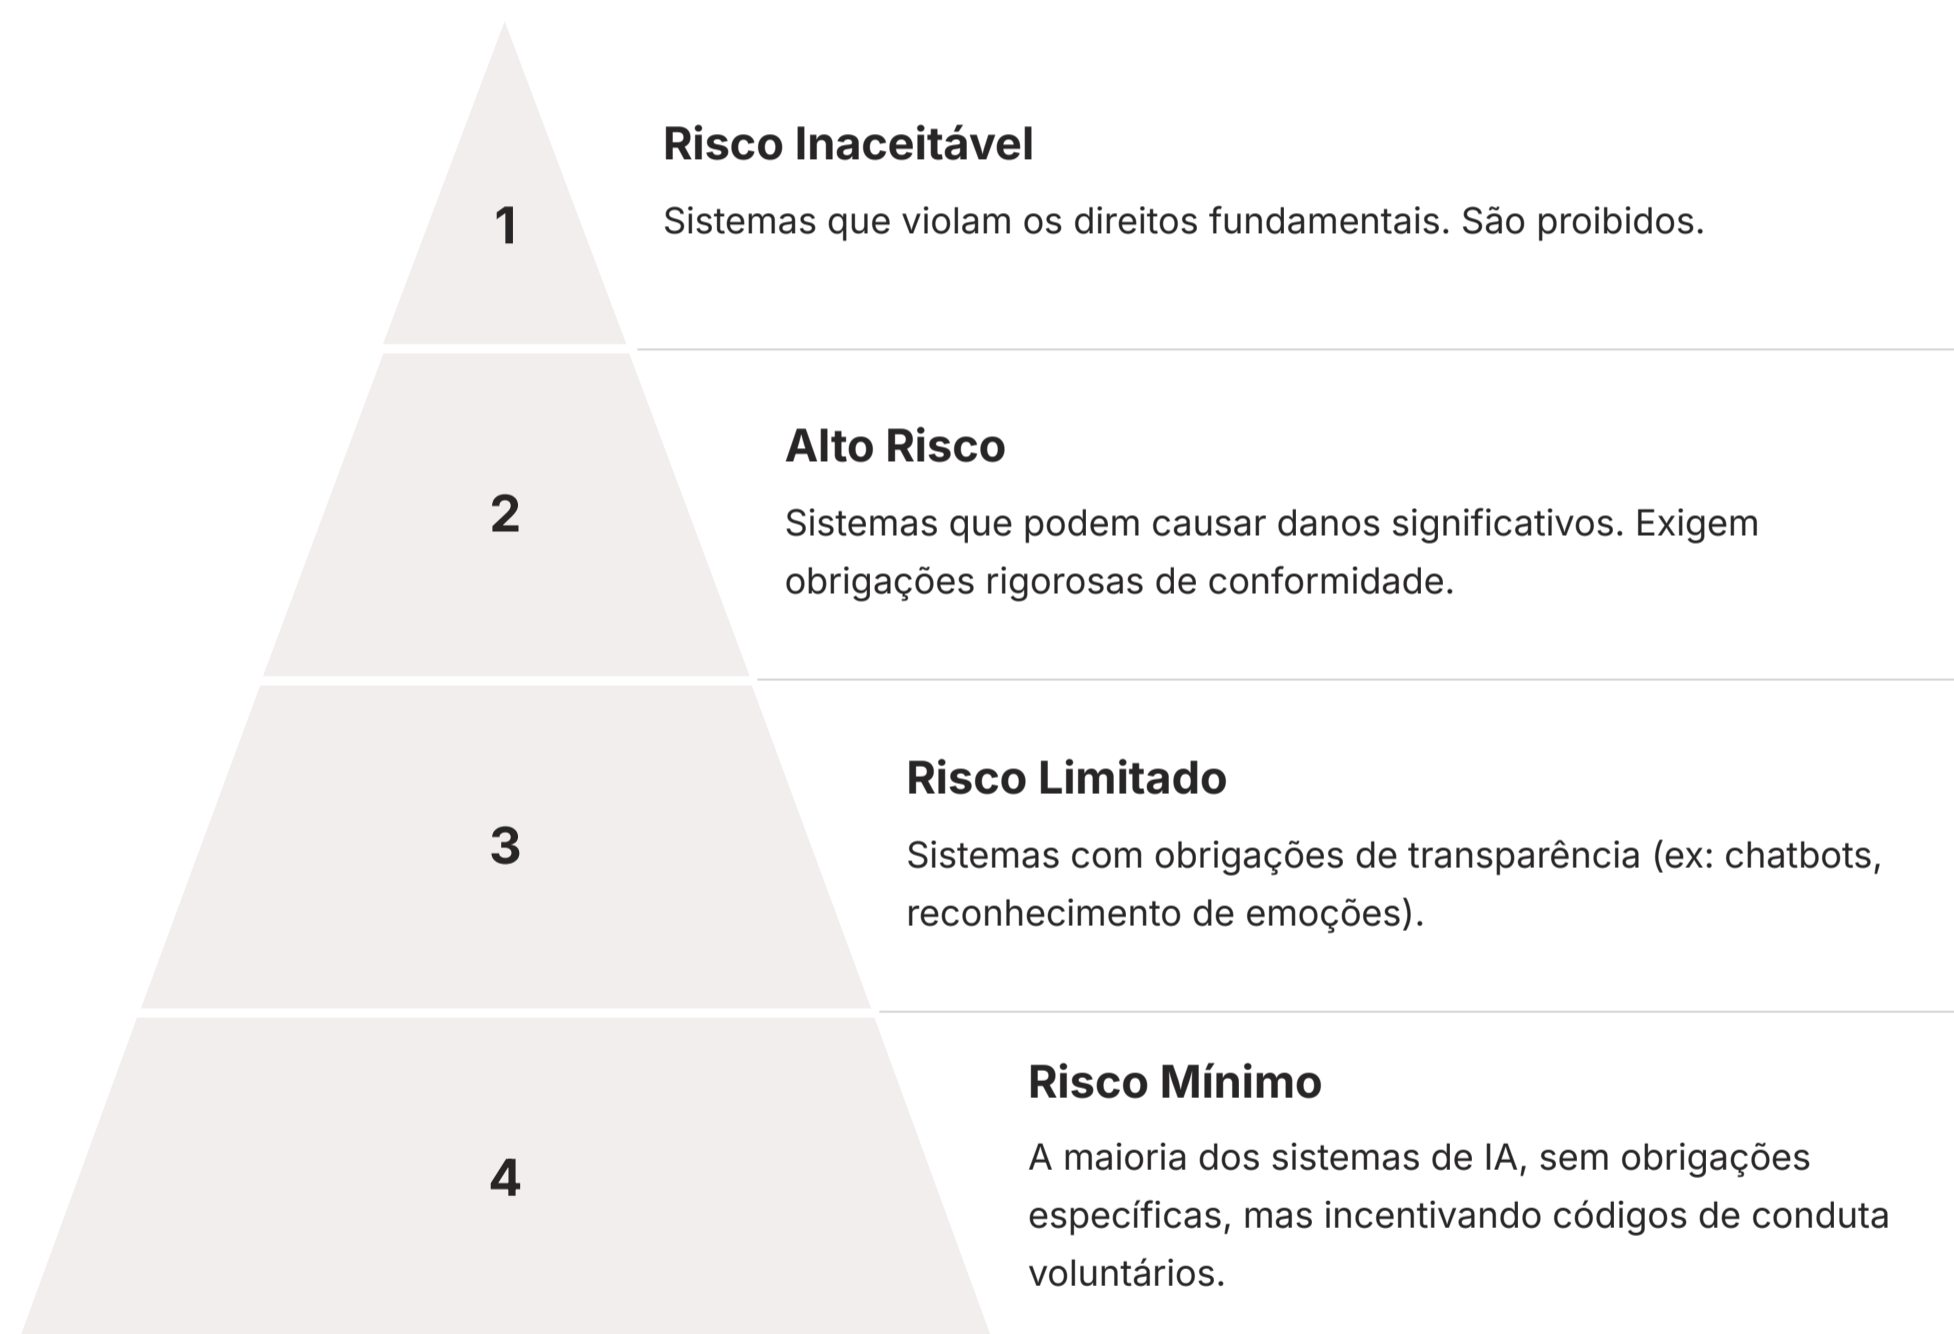 1
Risco Inaceitável
Sistemas que violam os direitos fundamentais. São proibidos.
2
Alto Risco
Sistemas que podem causar danos significativos. Exigem
obrigações rigorosas de conformidade.
3
Risco Limitado
Sistemas com obrigações de transparência (ex: chatbots,
reconhecimento de emoções).
4
Risco Mínimo
A maioria dos sistemas de IA, sem obrigações
específicas, mas incentivando códigos de conduta
voluntários.